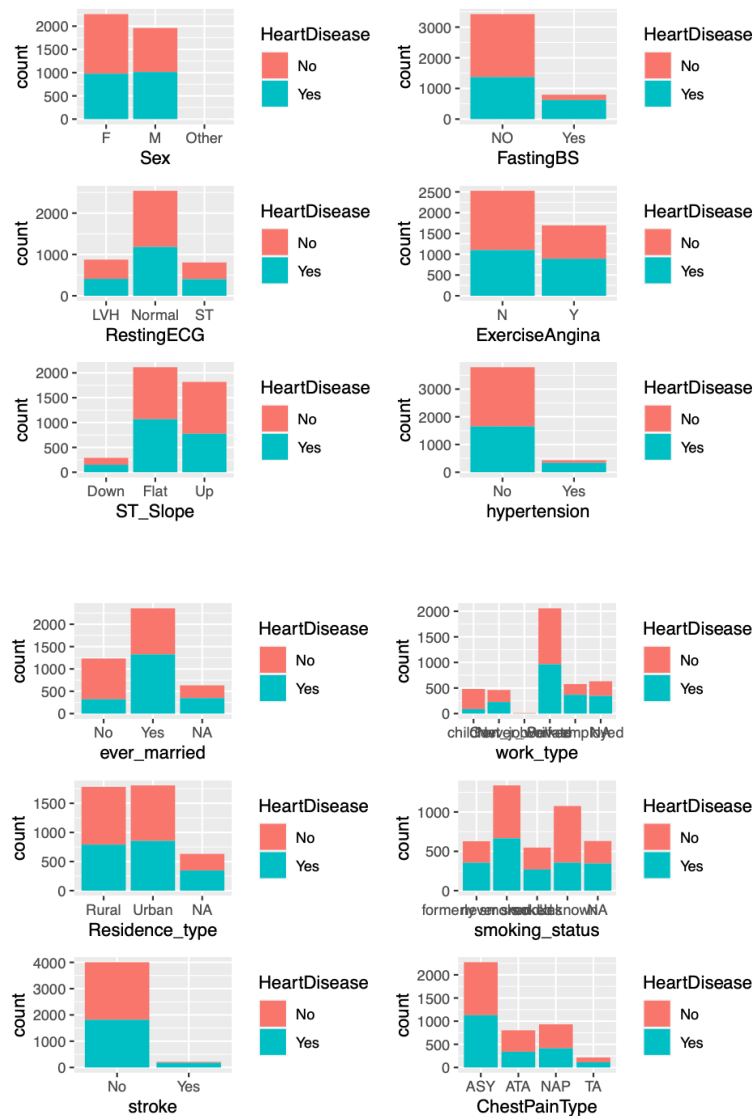 2000
1500
1000
500
0
count
F M Other
Sex
HeartDisease
No
Yes
3000
2000
1000
0
count
NO Yes
FastingBS
HeartDisease
No
Yes
2000
1000
0
count
LVH Normal ST
RestingECG
HeartDisease
No
Yes
2500
2000
1500
1000
500
0
count
N Y
ExerciseAngina
HeartDisease
No
Yes
2000
1500
1000
500
0
count
Down Flat Up
ST_Slope
HeartDisease
No
Yes
3000
2000
1000
0
count
No Yes
hypertension
HeartDisease
No
Yes
2000
1500
1000
500
0
count
No Yes NA
ever_married
HeartDisease
No
Yes
2000
1500
1000
500
0
count
NA
work_type
HeartDisease
No
Yes
1500
1000
500
0
count
Rural Urban NA
Residence_type
HeartDisease
No
Yes
1000
500
0
count
NA
smoking_status
HeartDisease
No
Yes
4000
3000
2000
1000
0
count
No Yes
stroke
HeartDisease
No
Yes
2000
1500
1000
500
0
count
ASY ATA NAP TA
ChestPainType
HeartDisease
No
Yes